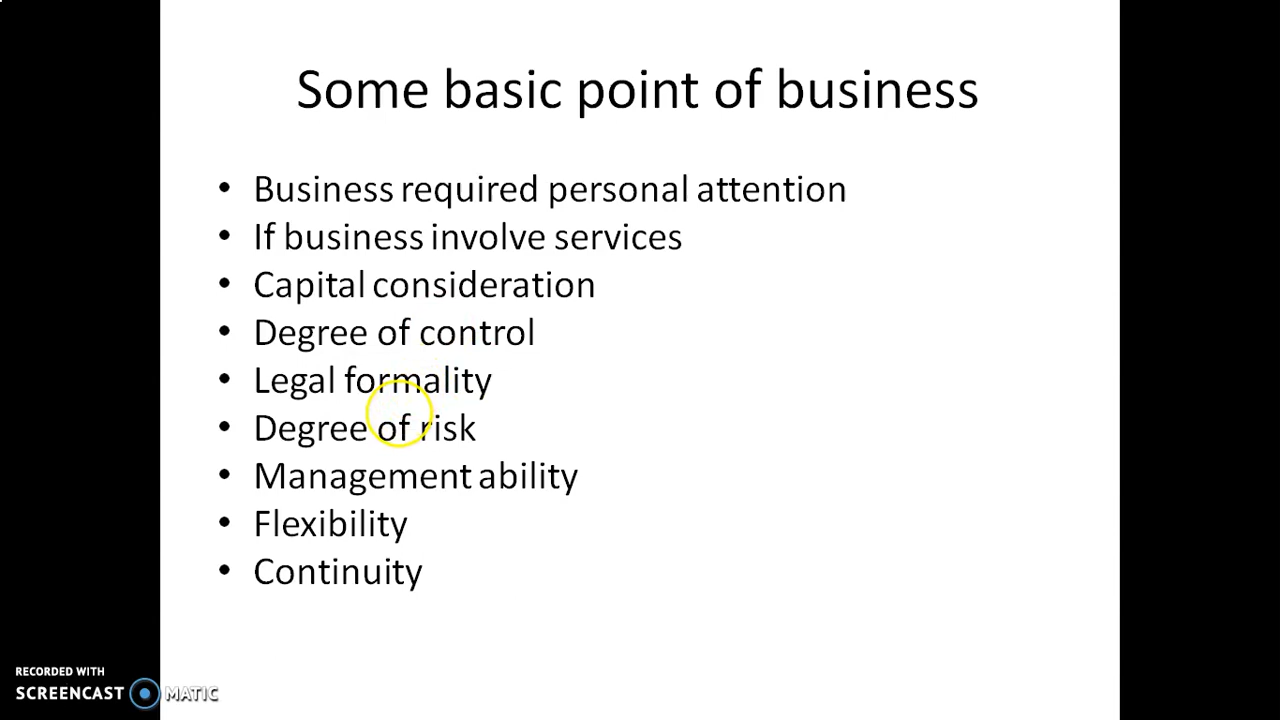 Some basic point of business
• Business required personal attention
• If business involve services
• Capital consideration
• Degree of control
• Legal formality
• Degree of risk
• Management ability
• Flexibility
• Continuity
RECORDED WITH
SCREENCAST MATIC